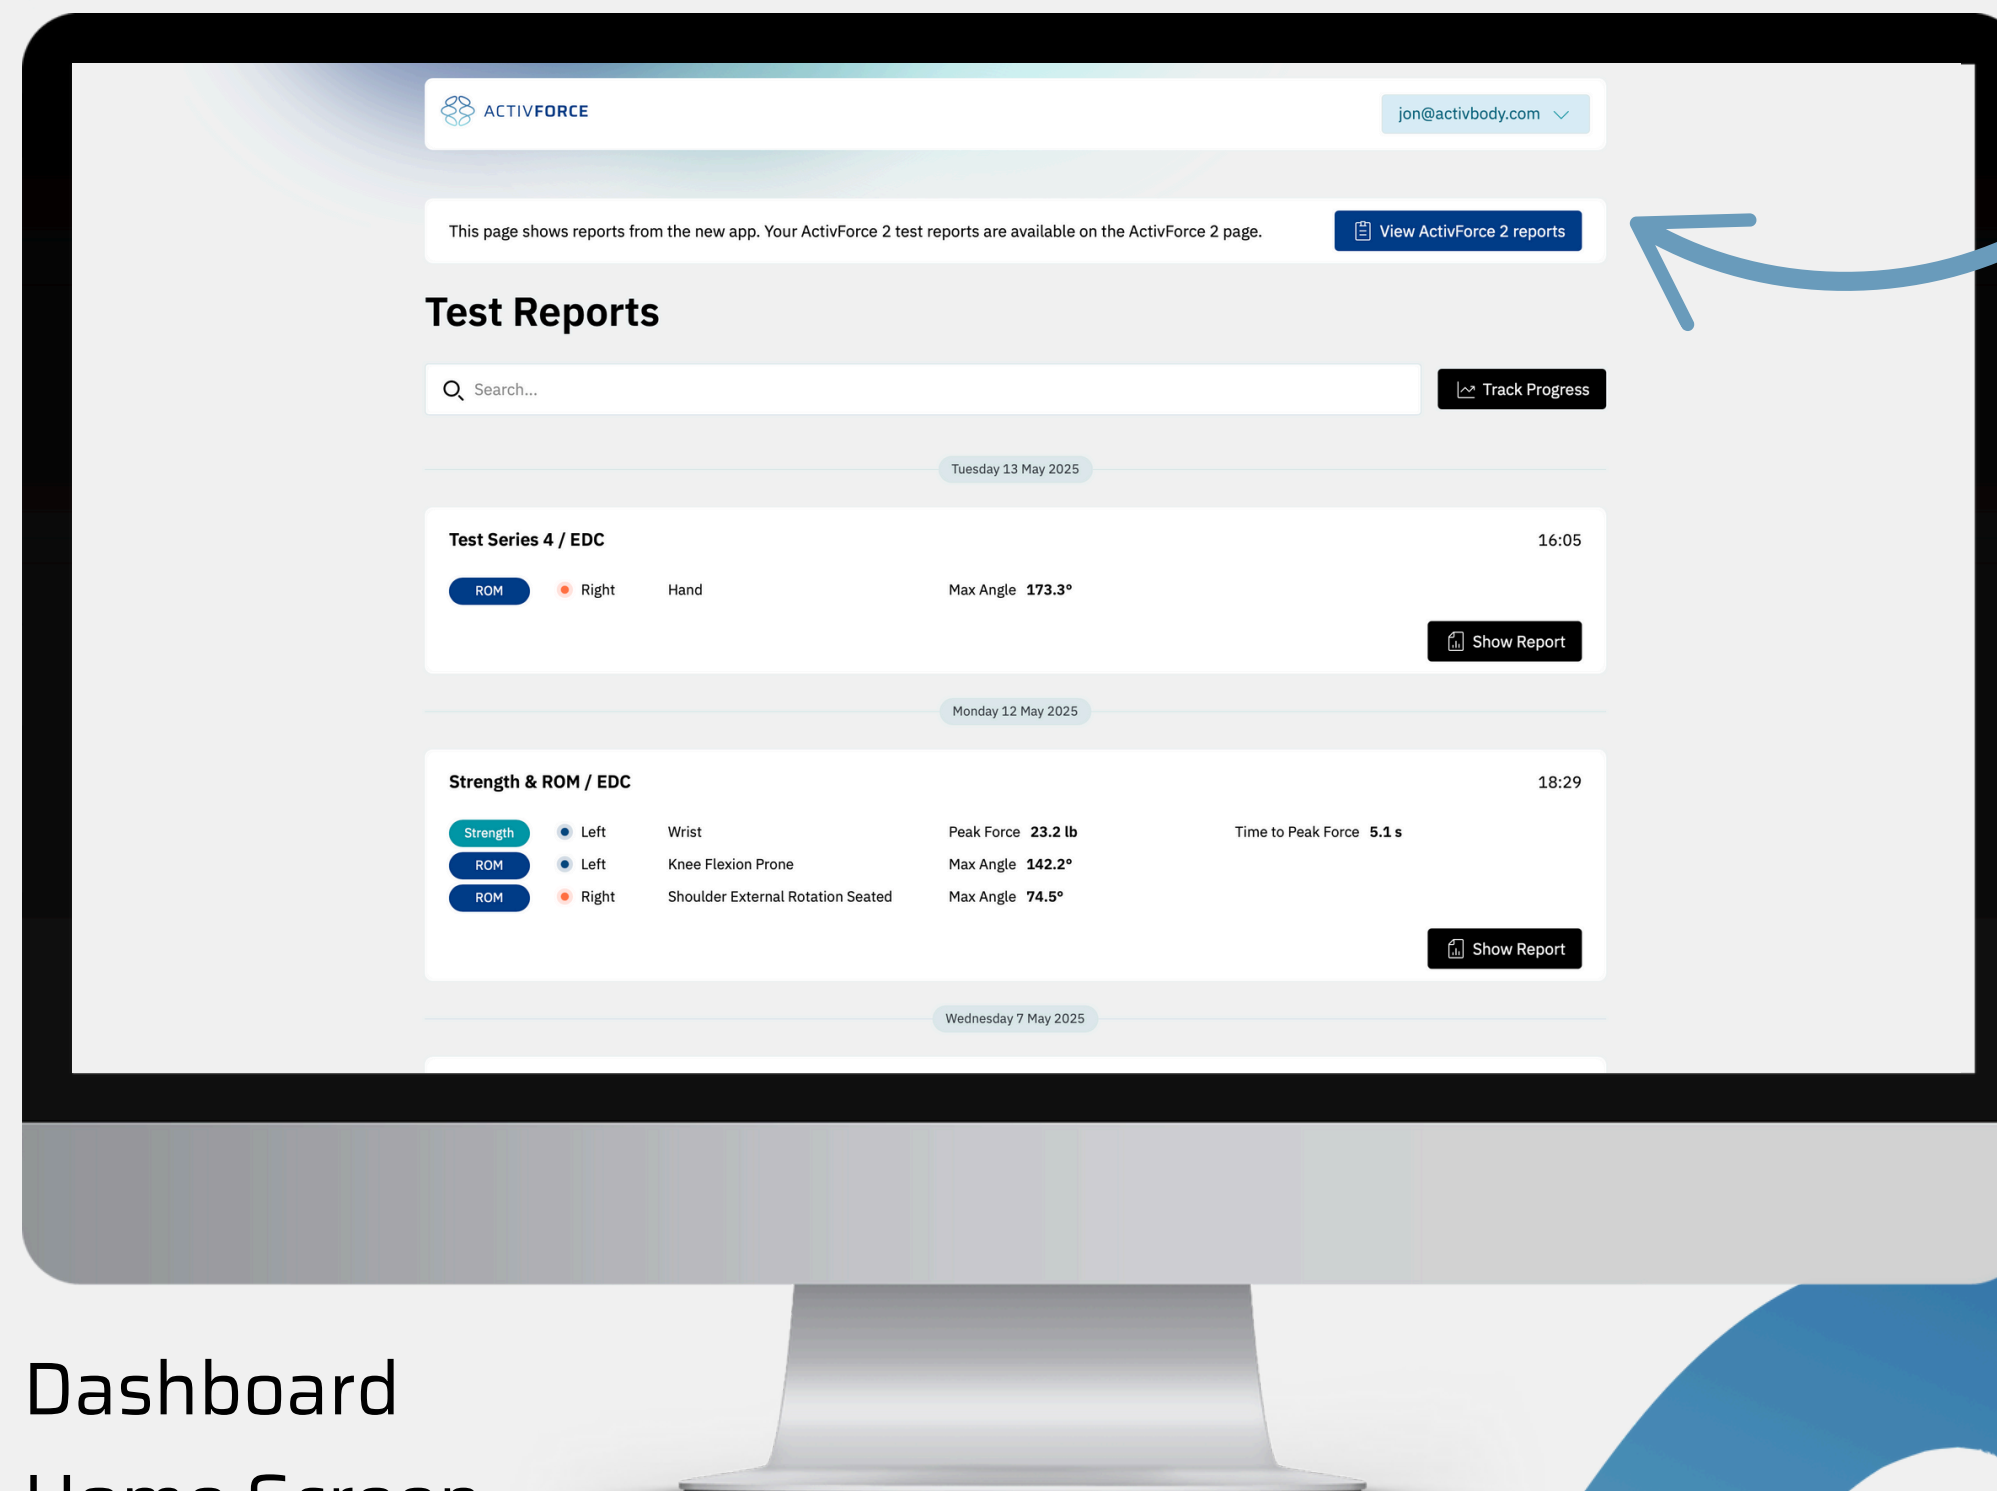 ACTIVFORCE
jon@activbody.com
This page shows reports from the new app. Your ActivForce 2 test reports are available on the ActivForce 2 page.
View ActivForce 2 reports
Test Reports
Search...
Track Progress
Tuesday 13 May 2025
Test Series 4 / EDC 16:05
ROM Right Hand Max Angle 173.3°
Show Report
Monday 12 May 2025
Strength & ROM / EDC 18:29
Strength Left Wrist Peak Force 23.2 lb Time to Peak Force 5.1 s
ROM Left Knee Flexion Prone Max Angle 142.2°
ROM Right Shoulder External Rotation Seated Max Angle 74.5°
Show Report
Wednesday 7 May 2025
Dashboard
Home Screen